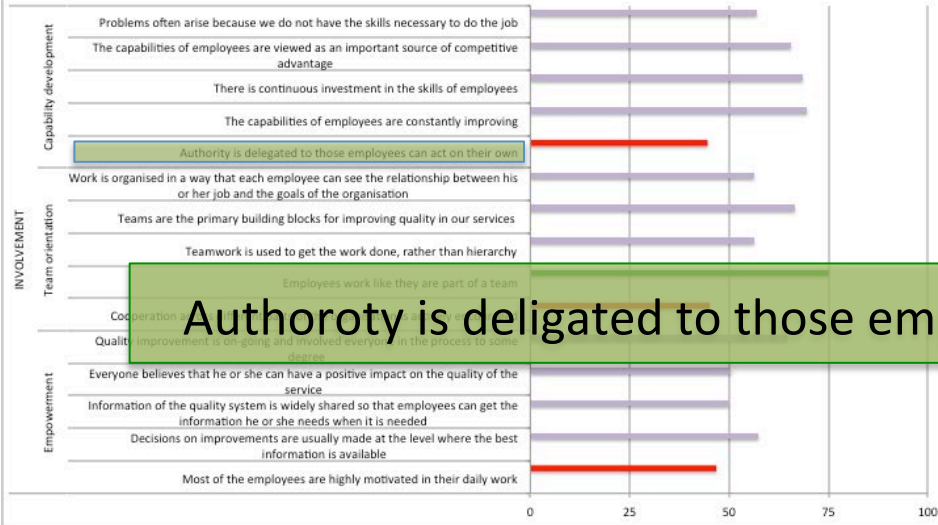 Problems often arise because we do not have the skills necessary to do the job
The capabilities of employees are viewed as an important source of competitive
advantage
There is continuous investment in the skills of employees
The capabilities of employees are constantly improving
Authority is delegated to those employees can act on their own
Work is organised in a way that each employee can see the relationship between his
or her job and the goals of the organisation
Teams are the primary building blocks for improving quality in our services
Teamwork is used to get the work done, rather than hierarchy
Employees work like they are part of a team
Authoroty is deligated to those em
Quality improvement is on-going and involved everyone in the process to some
degree
Everyone believes that he or she can have a positive impact on the quality of the
service
Information of the quality system is widely shared so that employees can get the
information he or she needs when it is needed
Decisions on improvements are usually made at the level where the best
information is available
Most of the employees are highly motivated in their daily work
INVOLVEMENT
Capability development
Team orientation
Empowerment
0 25 50 75 100